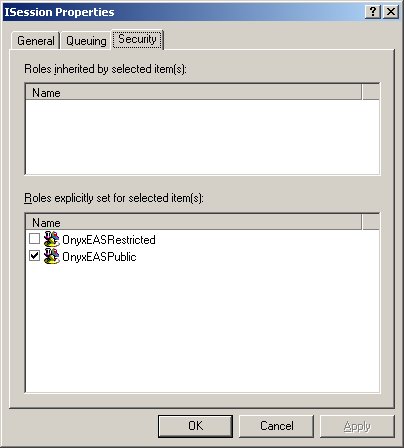 ISession Properties
General Queuing Security
Roles inherited by selected item(s):
Name
Roles explicitly set for selected item(s):
Name
OnyxEASRestricted
OnyxEASPublic
OK Cancel Apply